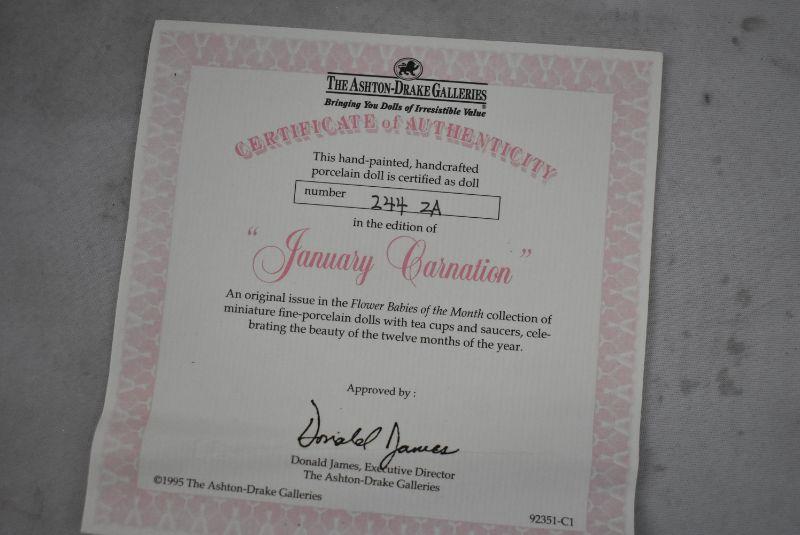 THE ASHTON-DRAKE GALLERIES
Bringing You Dolls of Irresistible Value
CERTIFICATE of AUTHENTICITY
This hand-painted, handcrafted
porcelain doll is certified as doll
number 244 ZA
in the edition of
“January Carnation”
An original issue in the Flower Babies of the Month collection of
miniature fine-porcelain dolls with tea cups and saucers, cele-
brating the beauty of the twelve months of the year.
Approved by :
Donald James
Donald James, Executive Director
The Ashton-Drake Galleries
©1995 The Ashton-Drake Galleries
92351-C1